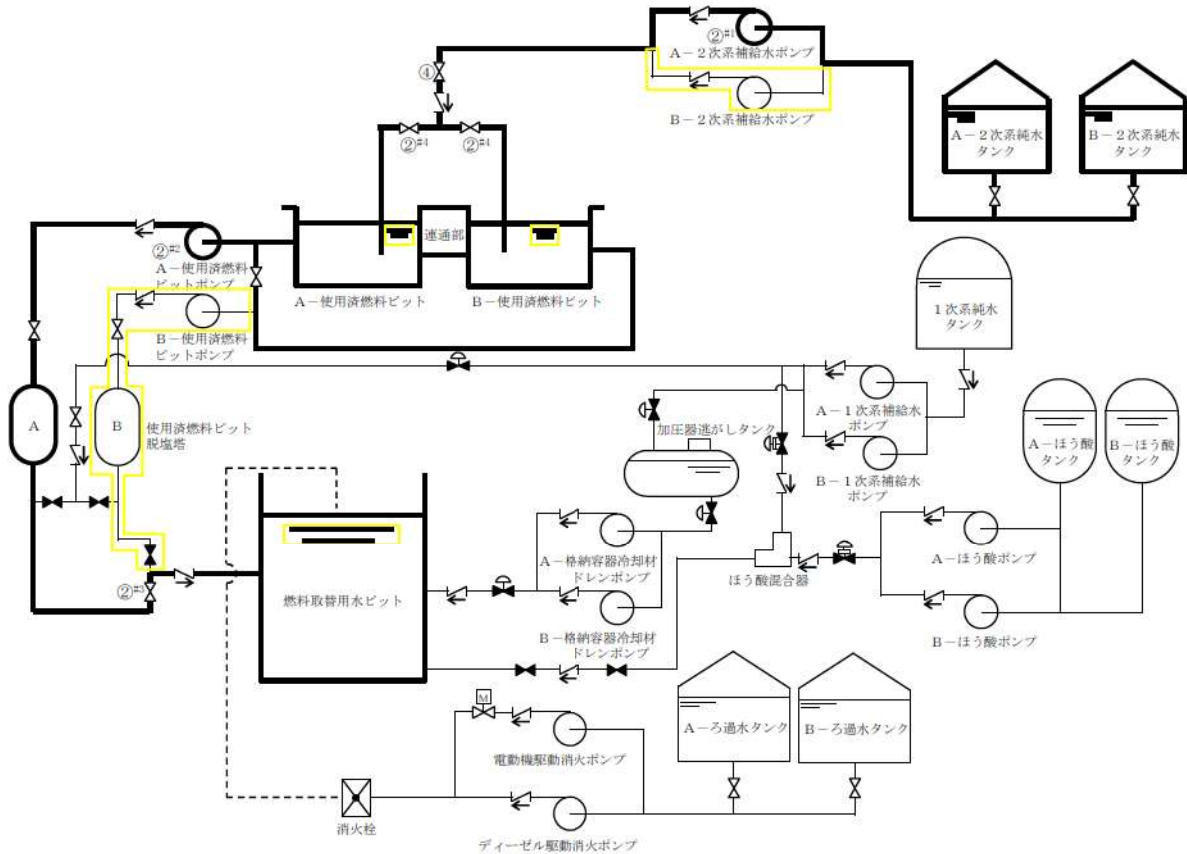 ②#1
A－2次系補給水ポンプ
④
B－2次系補給水ポンプ
②#4
②#4
A－2次系純水
タンク
B－2次系純水
タンク
連通部
②#2
A－使用済燃料
ピットポンプ
A－使用済燃料ピット
B－使用済燃料ピット
1次系純水
タンク
B－使用済燃料
ピットポンプ
A
B
使用済燃料ピット
脱塩塔
A－1次系補給水
ポンプ
加圧器逃がしタンク
B－1次系補給水
ポンプ
A－ほう酸
タンク
B－ほう酸
タンク
A－格納容器冷却材
ドレンポンプ
ほう酸混合器
A－ほう酸ポンプ
②#3
燃料取替用水ピット
B－格納容器冷却材
ドレンポンプ
B－ほう酸ポンプ
M
電動機駆動消火ポンプ
A－ろ過水タンク
B－ろ過水タンク
消火栓
ディーゼル駆動消火ポンプ